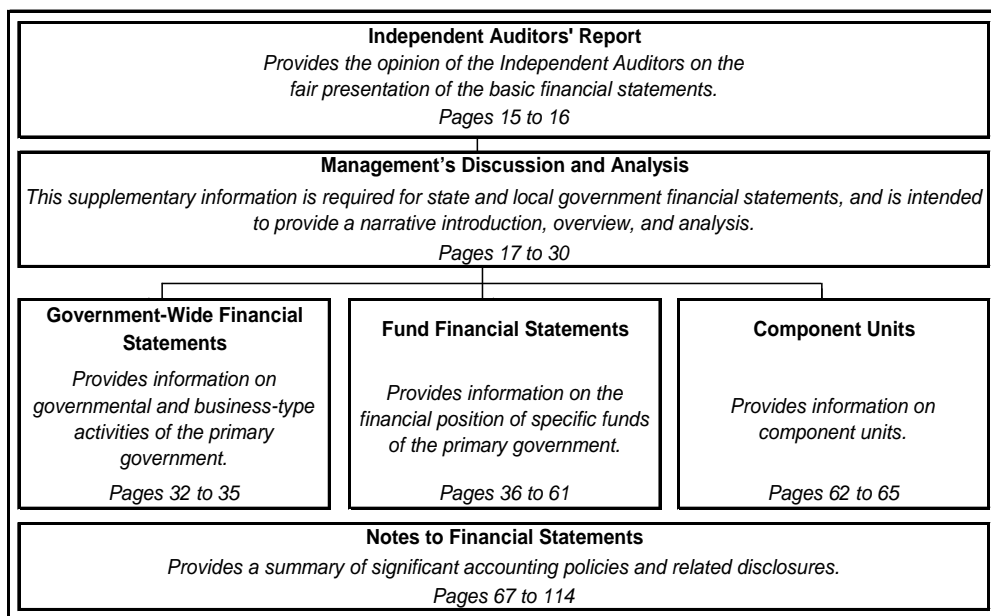 Independent Auditors' Report
Provides the opinion of the Independent Auditors on the
fair presentation of the basic financial statements.
Pages 15 to 16
Management’s Discussion and Analysis
This supplementary information is required for state and local government financial statements, and is intended
to provide a narrative introduction, overview, and analysis.
Pages 17 to 30
Government-Wide Financial
Statements
Provides information on
governmental and business-type
activities of the primary
government.
Pages 32 to 35
Fund Financial Statements
Provides information on the
financial position of specific funds
of the primary government.
Pages 36 to 61
Component Units
Provides information on
component units.
Pages 62 to 65
Notes to Financial Statements
Provides a summary of significant accounting policies and related disclosures.
Pages 67 to 114